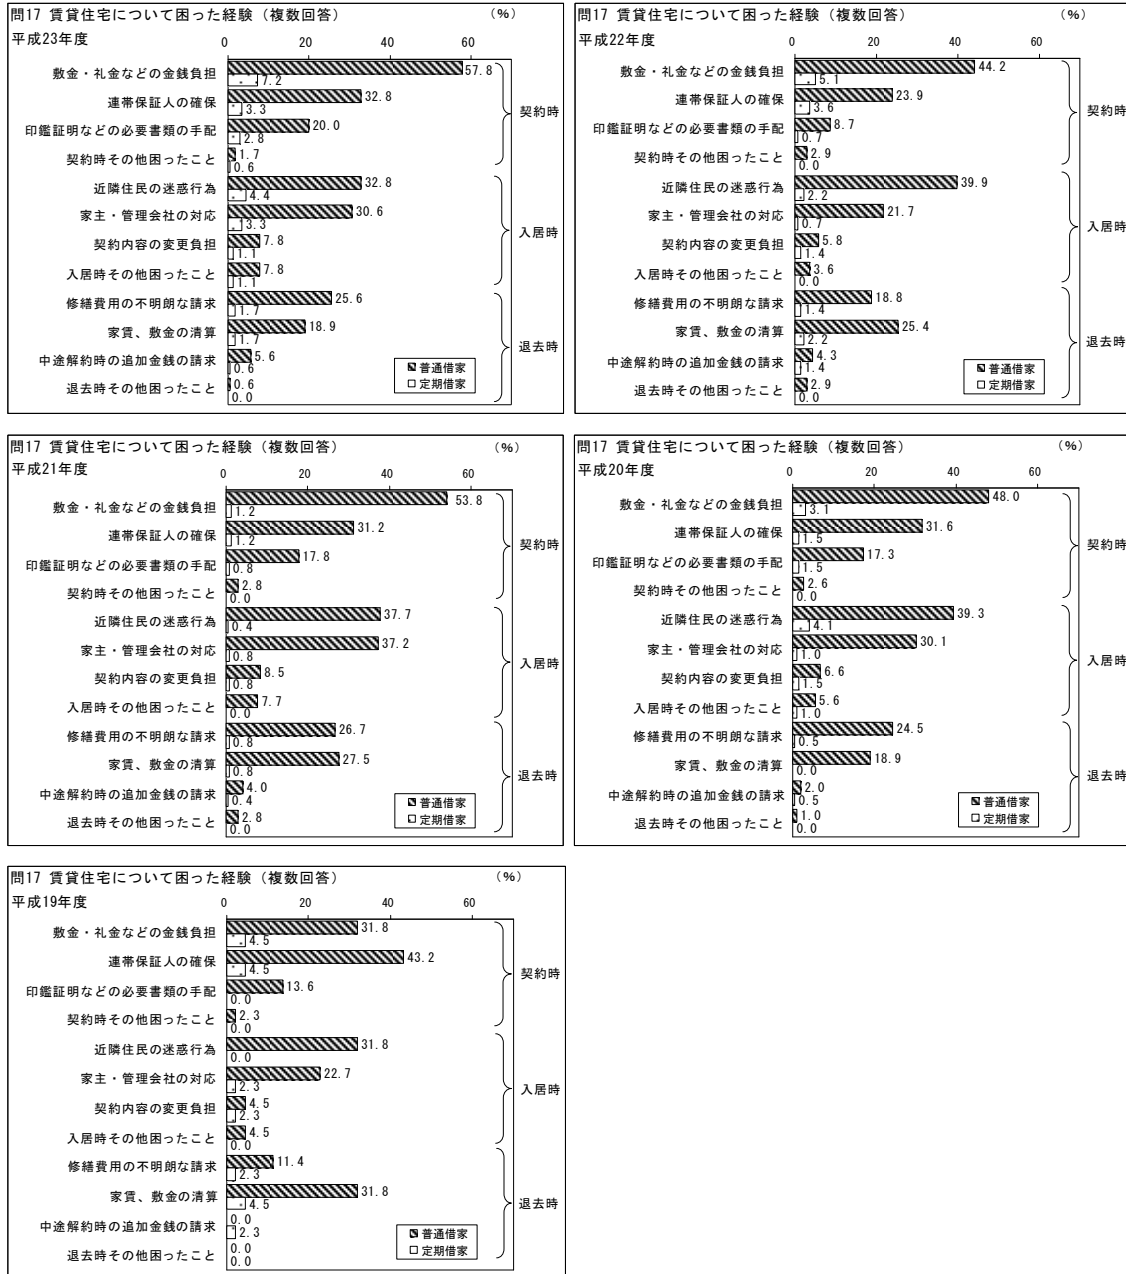 問17 賃貸住宅について困った経験（複数回答）
（%）
平成23年度
0 20 40 60
敷金・礼金などの金銭負担 57.8
7.2
連帯保証人の確保 32.8
3.3
印鑑証明などの必要書類の手配 20.0
2.8
契約時その他困ったこと 1.7
0.6
契約時
近隣住民の迷惑行為 32.8
4.4
家主・管理会社の対応 30.6
3.3
契約内容の変更負担 7.8
1.1
入居時その他困ったこと 7.8
1.1
入居時
修繕費用の不明朗な請求 25.6
1.7
家賃、敷金の清算 18.9
1.7
中途解約時の追加金銭の請求 5.6
0.6
退去時その他困ったこと 0.6
0.0
退去時
普通借家
定期借家
問17 賃貸住宅について困った経験（複数回答）
（%）
平成22年度
0 20 40 60
敷金・礼金などの金銭負担 44.2
5.1
連帯保証人の確保 23.9
3.6
印鑑証明などの必要書類の手配 8.7
0.7
契約時その他困ったこと 2.9
0.0
契約時
近隣住民の迷惑行為 39.9
2.2
家主・管理会社の対応 21.7
0.7
契約内容の変更負担 5.8
1.4
入居時その他困ったこと 3.6
0.0
入居時
修繕費用の不明朗な請求 18.8
1.4
家賃、敷金の清算 25.4
2.2
中途解約時の追加金銭の請求 4.3
1.4
退去時その他困ったこと 2.9
0.0
退去時
普通借家
定期借家
問17 賃貸住宅について困った経験（複数回答）
（%）
平成21年度
0 20 40 60
敷金・礼金などの金銭負担 53.8
1.2
連帯保証人の確保 31.2
1.2
印鑑証明などの必要書類の手配 17.8
0.8
契約時その他困ったこと 2.8
0.0
契約時
近隣住民の迷惑行為 37.7
0.4
家主・管理会社の対応 37.2
0.8
契約内容の変更負担 8.5
0.8
入居時その他困ったこと 7.7
0.0
入居時
修繕費用の不明朗な請求 26.7
0.8
家賃、敷金の清算 27.5
0.8
中途解約時の追加金銭の請求 4.0
0.4
退去時その他困ったこと 2.8
0.0
退去時
普通借家
定期借家
問17 賃貸住宅について困った経験（複数回答）
（%）
平成20年度
0 20 40 60
敷金・礼金などの金銭負担 48.0
3.1
連帯保証人の確保 31.6
1.5
印鑑証明などの必要書類の手配 17.3
1.5
契約時その他困ったこと 2.6
0.0
契約時
近隣住民の迷惑行為 39.3
4.1
家主・管理会社の対応 30.1
1.0
契約内容の変更負担 6.6
1.5
入居時その他困ったこと 5.6
1.0
入居時
修繕費用の不明朗な請求 24.5
0.5
家賃、敷金の清算 18.9
0.0
中途解約時の追加金銭の請求 2.0
0.5
退去時その他困ったこと 1.0
0.0
退去時
普通借家
定期借家
問17 賃貸住宅について困った経験（複数回答）
（%）
平成19年度
0 20 40 60
敷金・礼金などの金銭負担 31.8
4.5
連帯保証人の確保 43.2
4.5
印鑑証明などの必要書類の手配 13.6
0.0
契約時その他困ったこと 2.3
0.0
契約時
近隣住民の迷惑行為 31.8
0.0
家主・管理会社の対応 22.7
2.3
契約内容の変更負担 4.5
2.3
入居時その他困ったこと 4.5
0.0
入居時
修繕費用の不明朗な請求 11.4
2.3
家賃、敷金の清算 31.8
4.5
中途解約時の追加金銭の請求 0.0
2.3
退去時その他困ったこと 0.0
0.0
退去時
普通借家
定期借家